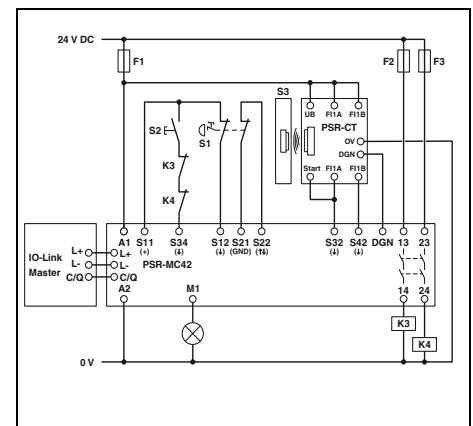 24 V DC
F1
F2
F3
S3
UB FI1A FI1B
PSR-CT
0V
DGN
Start FI1A FI1B
S2
S1
K3
K4
A1 S11 S34 S12 S21 S22 S32 S42 DGN 13 23
(+) (↓) (↓) (GND) (↑↓) (↓) (↓)
IO-Link
Master
L+ L+
L- L-
C/Q C/Q
PSR-MC42
A2 M1 14 24
K3
K4
0 V